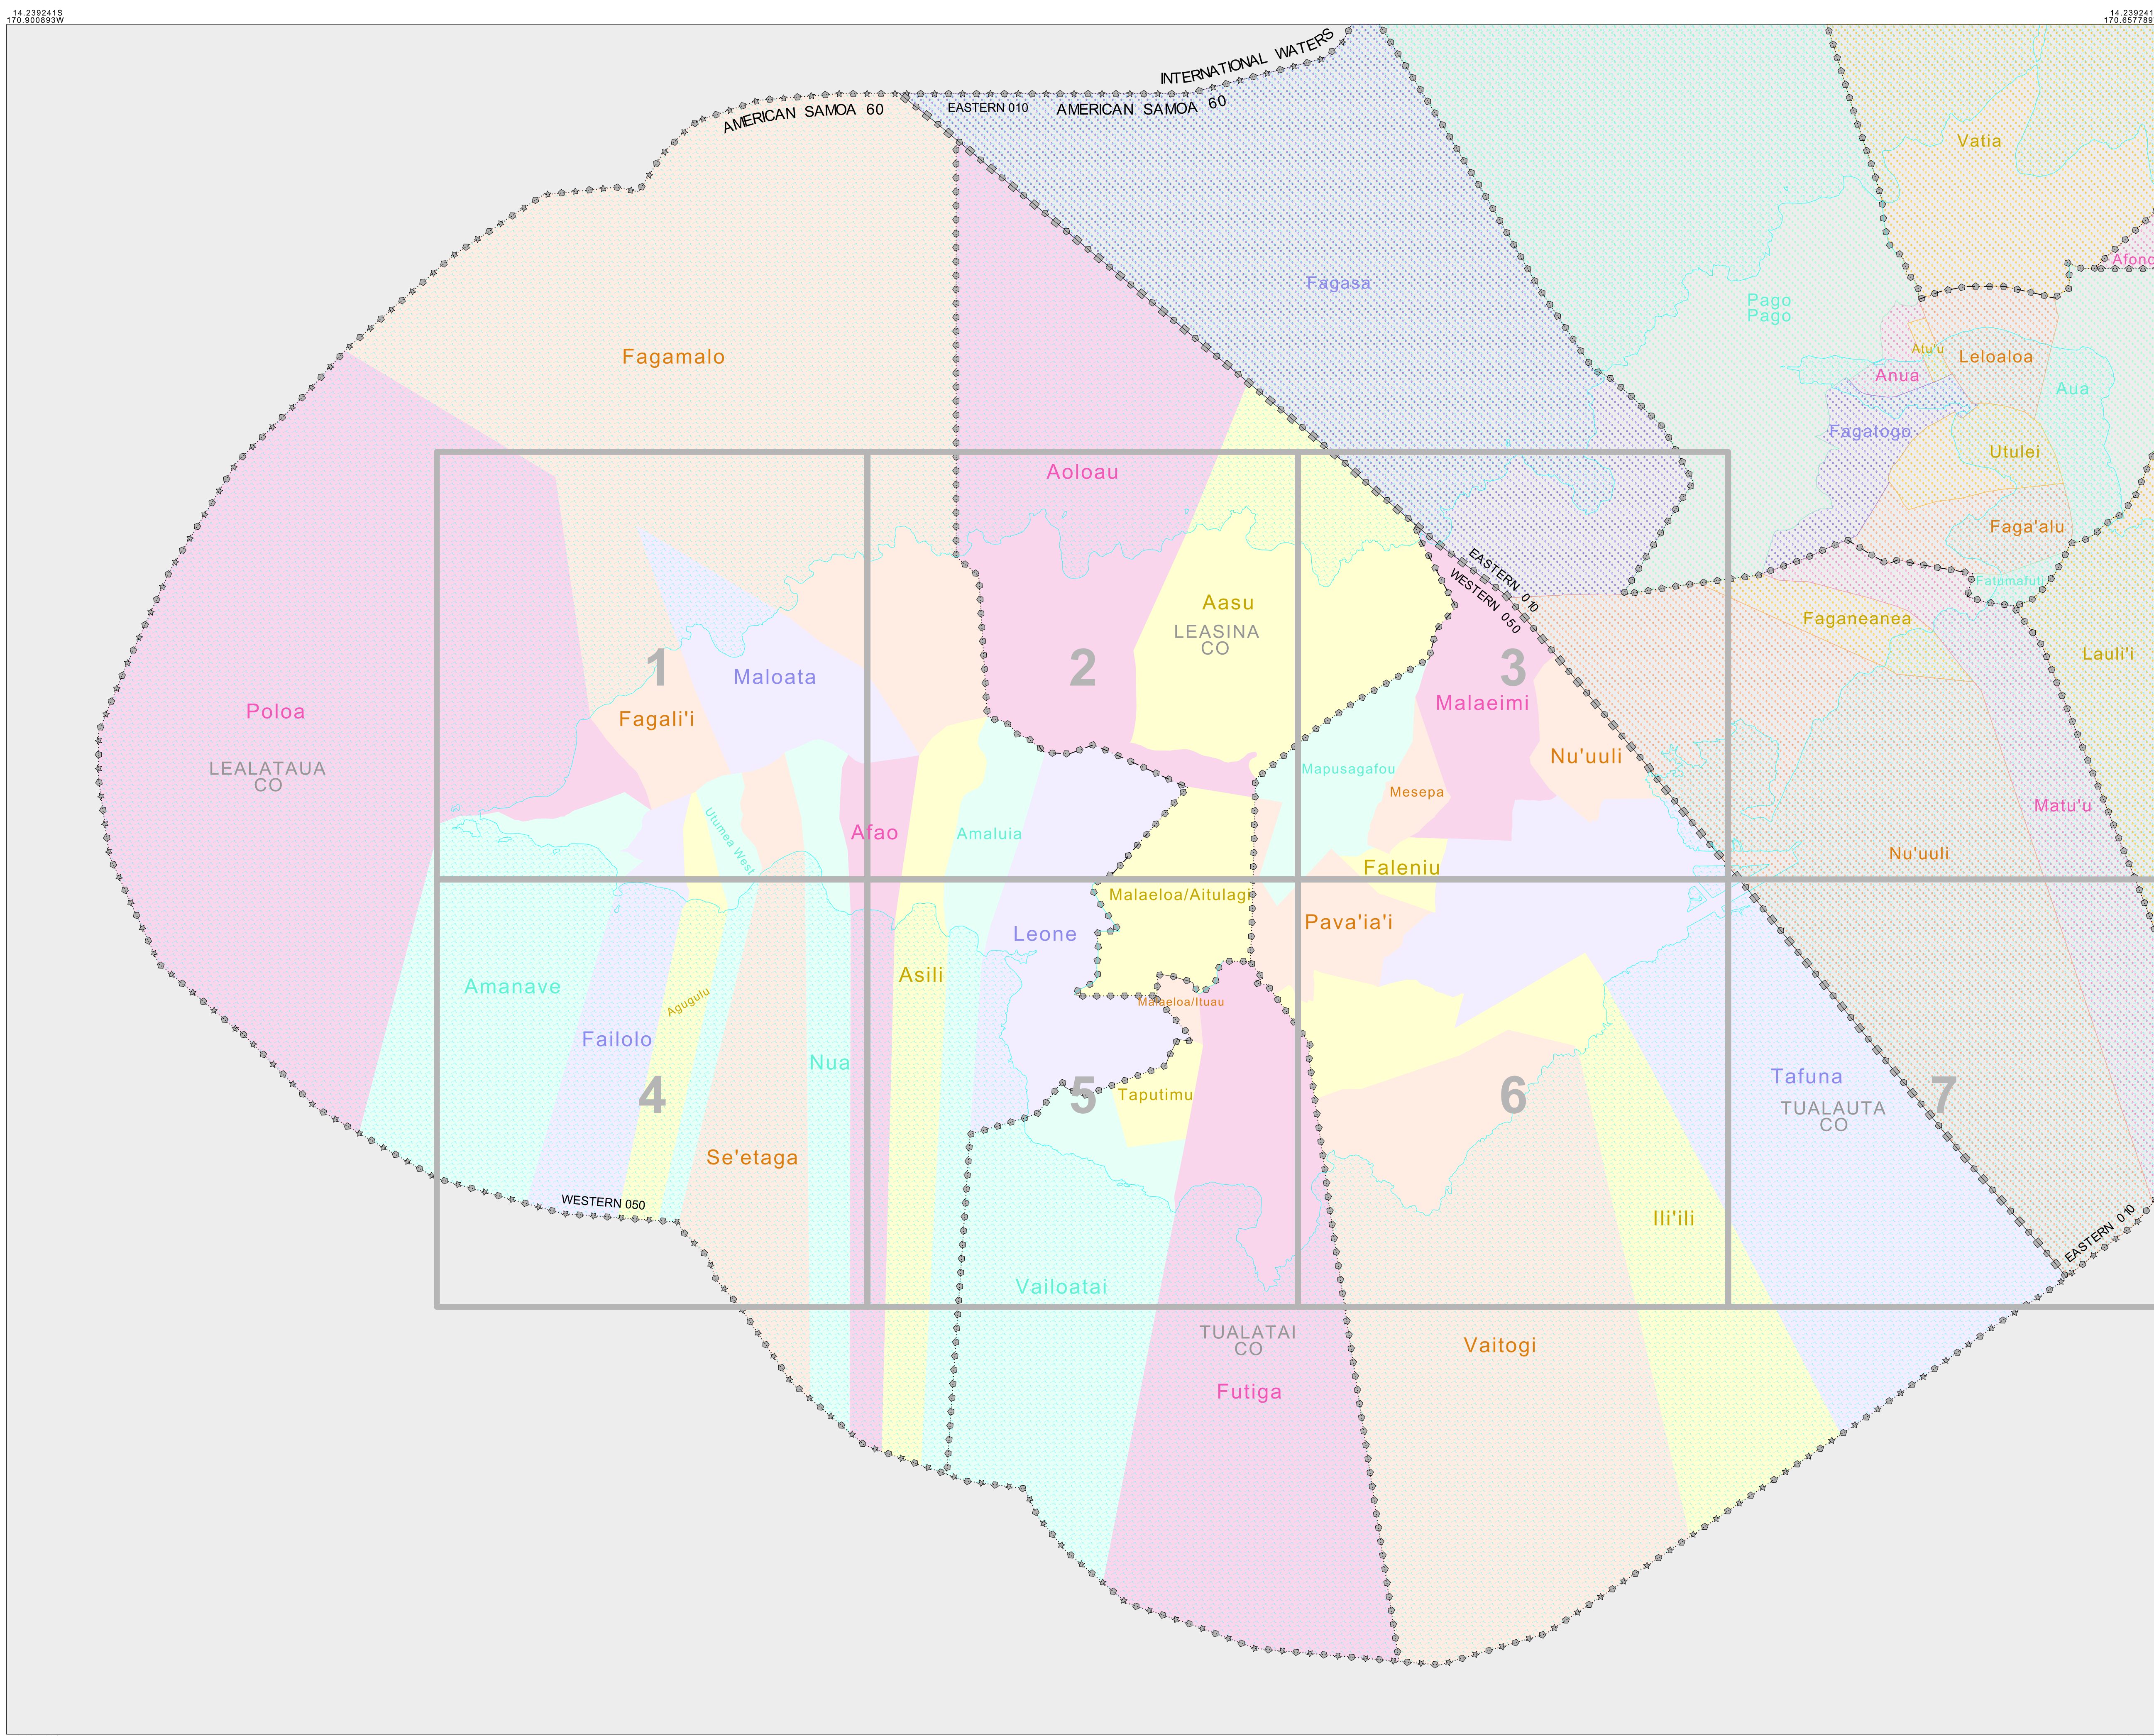 14.239241S
170.900893W
14.239241
170.657789
INTERNATIONAL WATERS
AMERICAN SAMOA 60
EASTERN 010
AMERICAN SAMOA 60
Vatia
Afono
Fagasa
Pago
Pago
Fagamalo
Atu'u
Leloaloa
Anua
Aua
Fagatogo
Utulei
Aoloau
Faga'alu
EASTERN 010
WESTERN 050
Fatumafuti
Aasu
LEASINA
CO
Faganeanea
Lauli'i
1
2
3
Maloata
Malaeimi
Poloa
Fagali'i
Nu'uuli
LEALATAUA
CO
Mapusagafou
Mesepa
Matu'u
Utumea West
Afao
Amaluia
Nu'uuli
Faleniu
Malaeloa/Aitulagi
Pava'ia'i
Leone
Asili
Amanave
Agugulu
Malaeloa/Ituau
Failolo
Nua
Tafuna
4
5
6
7
Taputimu
TUALAUTA
CO
Se'etaga
WESTERN 050
Ili'ili
EASTERN 010
Vailoatai
TUALATAI
CO
Vaitogi
Futiga